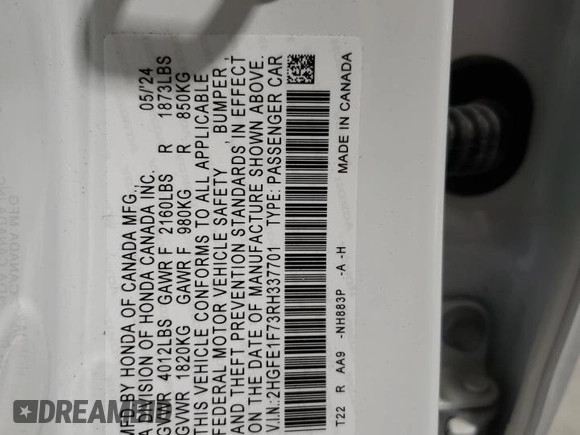 MFD BY HONDA OF CANADA MFG.,
A DIVISION OF HONDA CANADA INC. 05/'24
GVWR 4012LBS GAWR F 2160LBS R 1873LBS
GVWR 1820KG GAWR F 980KG R 850KG
THIS VEHICLE CONFORMS TO ALL APPLICABLE
FEDERAL MOTOR VEHICLE SAFETY, BUMPER,
AND THEFT PREVENTION STANDARDS IN EFFECT
ON THE DATE OF MANUFACTURE SHOWN ABOVE.
V.I.N.: 2HGFE1F73RH337701 TYPE: PASSENGER CAR
T22 R AA9 -NH883P -A -H MADE IN CANADA
DREAMBID